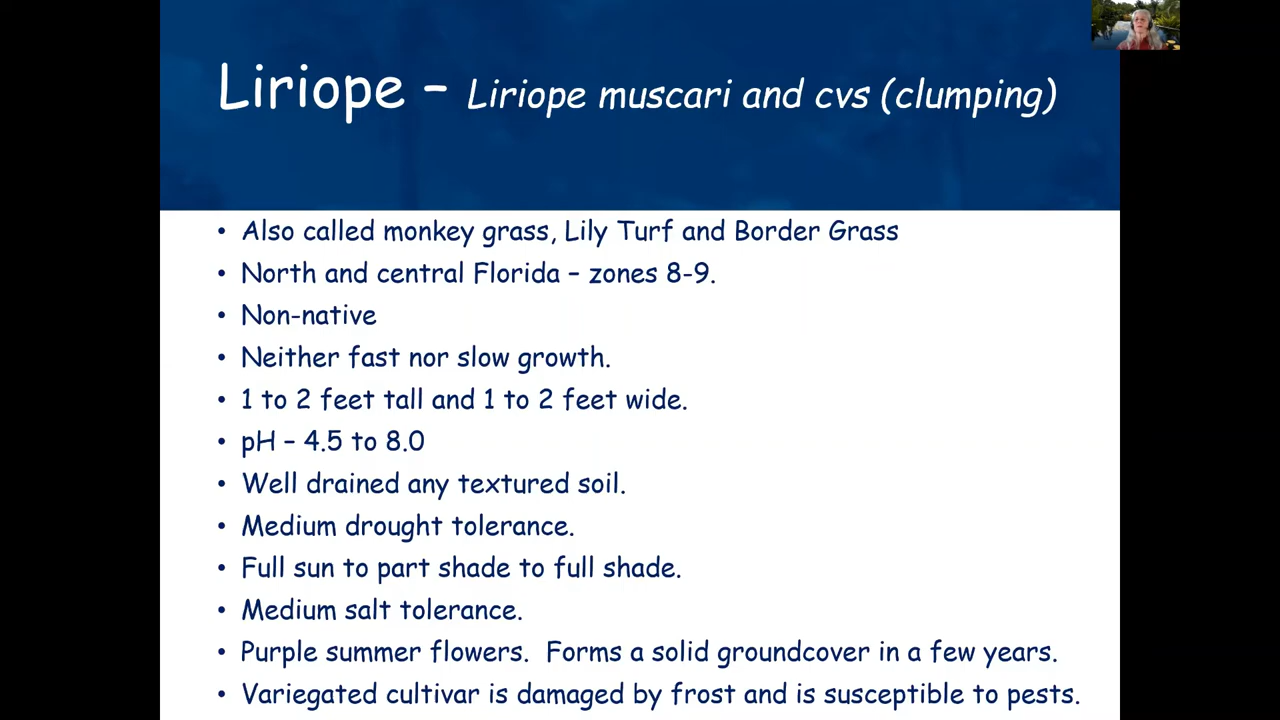 Liriope – Liriope muscari and cvs (clumping)
• Also called monkey grass, Lily Turf and Border Grass
• North and central Florida – zones 8-9.
• Non-native
• Neither fast nor slow growth.
• 1 to 2 feet tall and 1 to 2 feet wide.
• pH – 4.5 to 8.0
• Well drained any textured soil.
• Medium drought tolerance.
• Full sun to part shade to full shade.
• Medium salt tolerance.
• Purple summer flowers.  Forms a solid groundcover in a few years.
• Variegated cultivar is damaged by frost and is susceptible to pests.